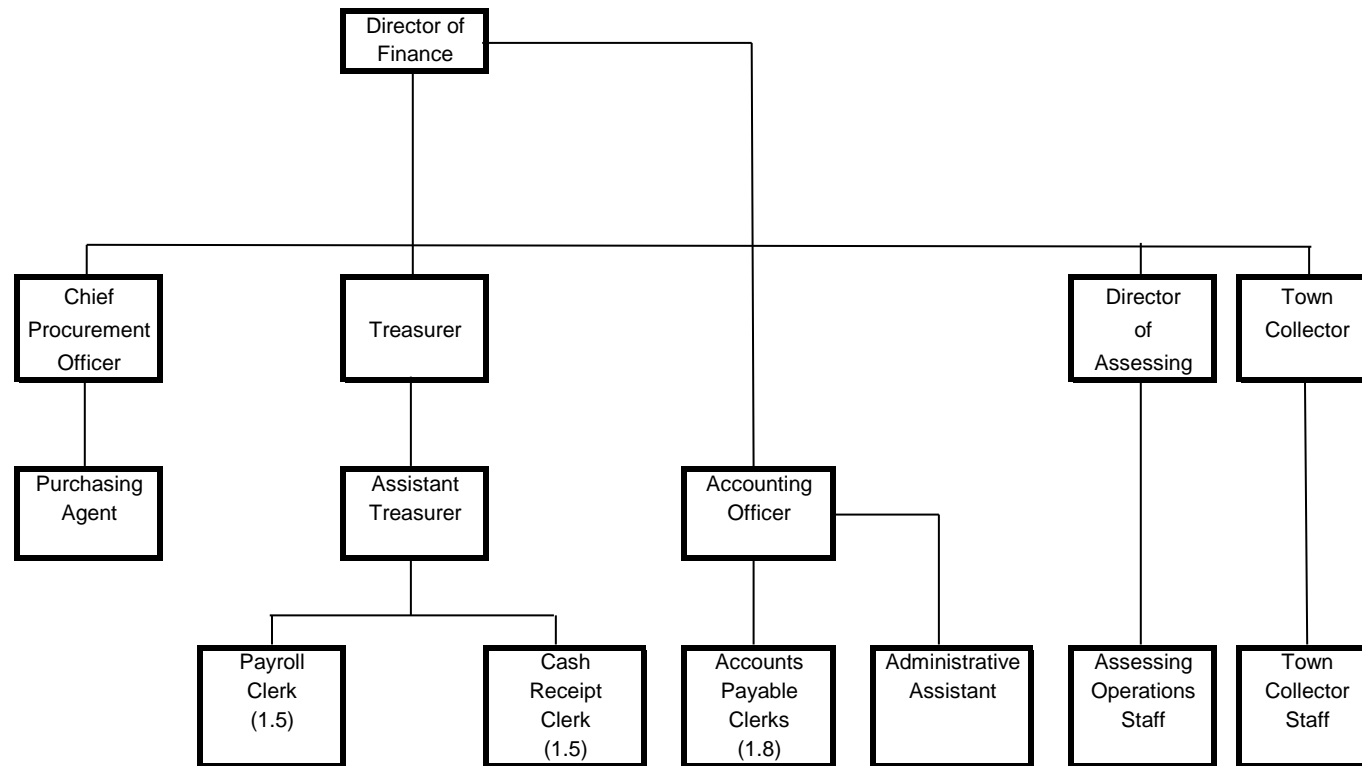 Director of
Finance
Chief
Procurement
Officer
Treasurer
Director
of
Assessing
Town
Collector
Purchasing
Agent
Assistant
Treasurer
Accounting
Officer
Payroll
Clerk
(1.5)
Cash
Receipt
Clerk
(1.5)
Accounts
Payable
Clerks
(1.8)
Administrative
Assistant
Assessing
Operations
Staff
Town
Collector
Staff